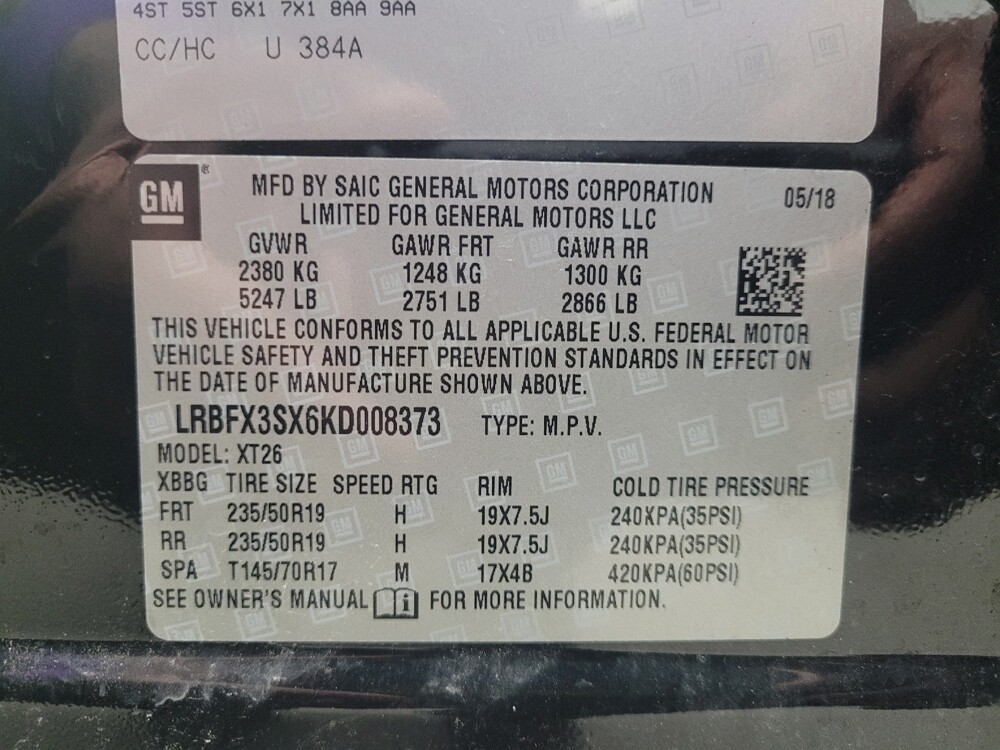 4ST 5ST 6X1 7X1 8AA 9AA
CC/HC U 384A
GM ®
MFD BY SAIC GENERAL MOTORS CORPORATION 05/18
LIMITED FOR GENERAL MOTORS LLC
GVWR GAWR FRT GAWR RR
2380 KG 1248 KG 1300 KG
5247 LB 2751 LB 2866 LB
THIS VEHICLE CONFORMS TO ALL APPLICABLE U.S. FEDERAL MOTOR
VEHICLE SAFETY AND THEFT PREVENTION STANDARDS IN EFFECT ON
THE DATE OF MANUFACTURE SHOWN ABOVE.
LRBFX3SX6KD008373 TYPE: M.P.V.
MODEL: XT26
XBBG TIRE SIZE SPEED RTG RIM COLD TIRE PRESSURE
FRT 235/50R19 H 19X7.5J 240KPA(35PSI)
RR 235/50R19 H 19X7.5J 240KPA(35PSI)
SPA T145/70R17 M 17X4B 420KPA(60PSI)
SEE OWNER'S MANUAL i FOR MORE INFORMATION.